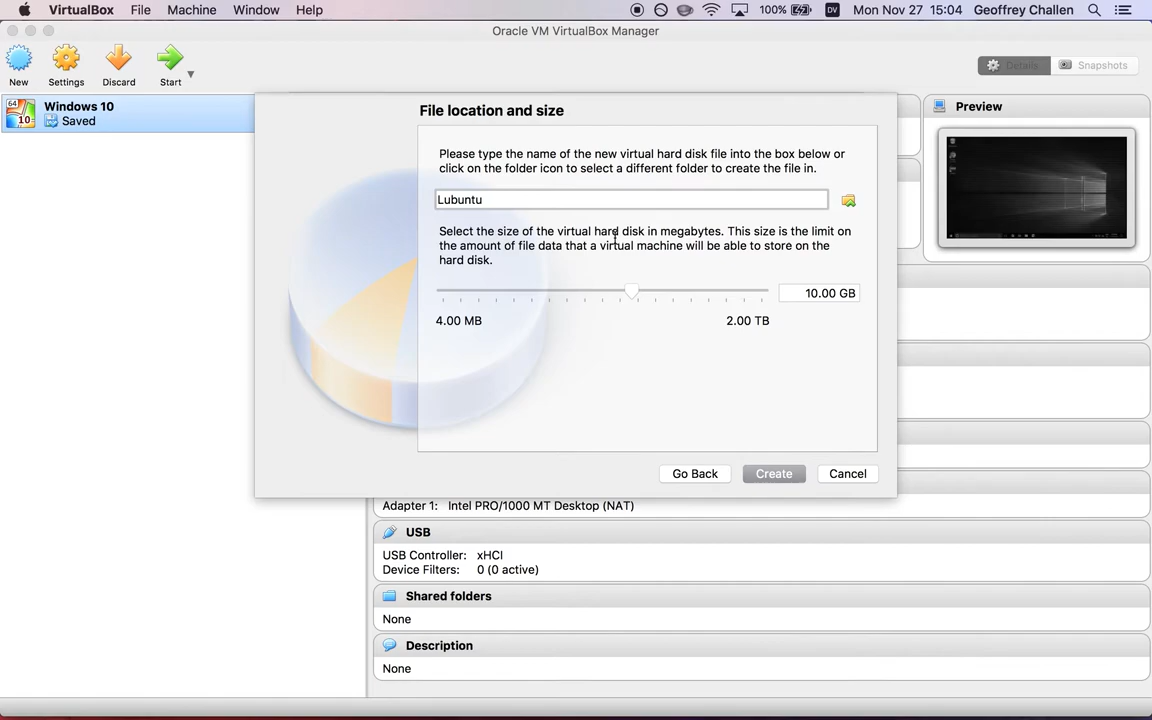 VirtualBox File Machine Window Help 100% DV Mon Nov 27 15:04 Geoffrey Challen
Oracle VM VirtualBox Manager
New Settings Discard Start Details Snapshots
64
10
Windows 10
Saved
Preview
File location and size
Please type the name of the new virtual hard disk file into the box below or
click on the folder icon to select a different folder to create the file in.
Lubuntu
Select the size of the virtual hard disk in megabytes. This size is the limit on
the amount of file data that a virtual machine will be able to store on the
hard disk.
10.00 GB
4.00 MB 2.00 TB
Go Back Create Cancel
Adapter 1: Intel PRO/1000 MT Desktop (NAT)
USB
USB Controller: xHCI
Device Filters: 0 (0 active)
Shared folders
None
Description
None